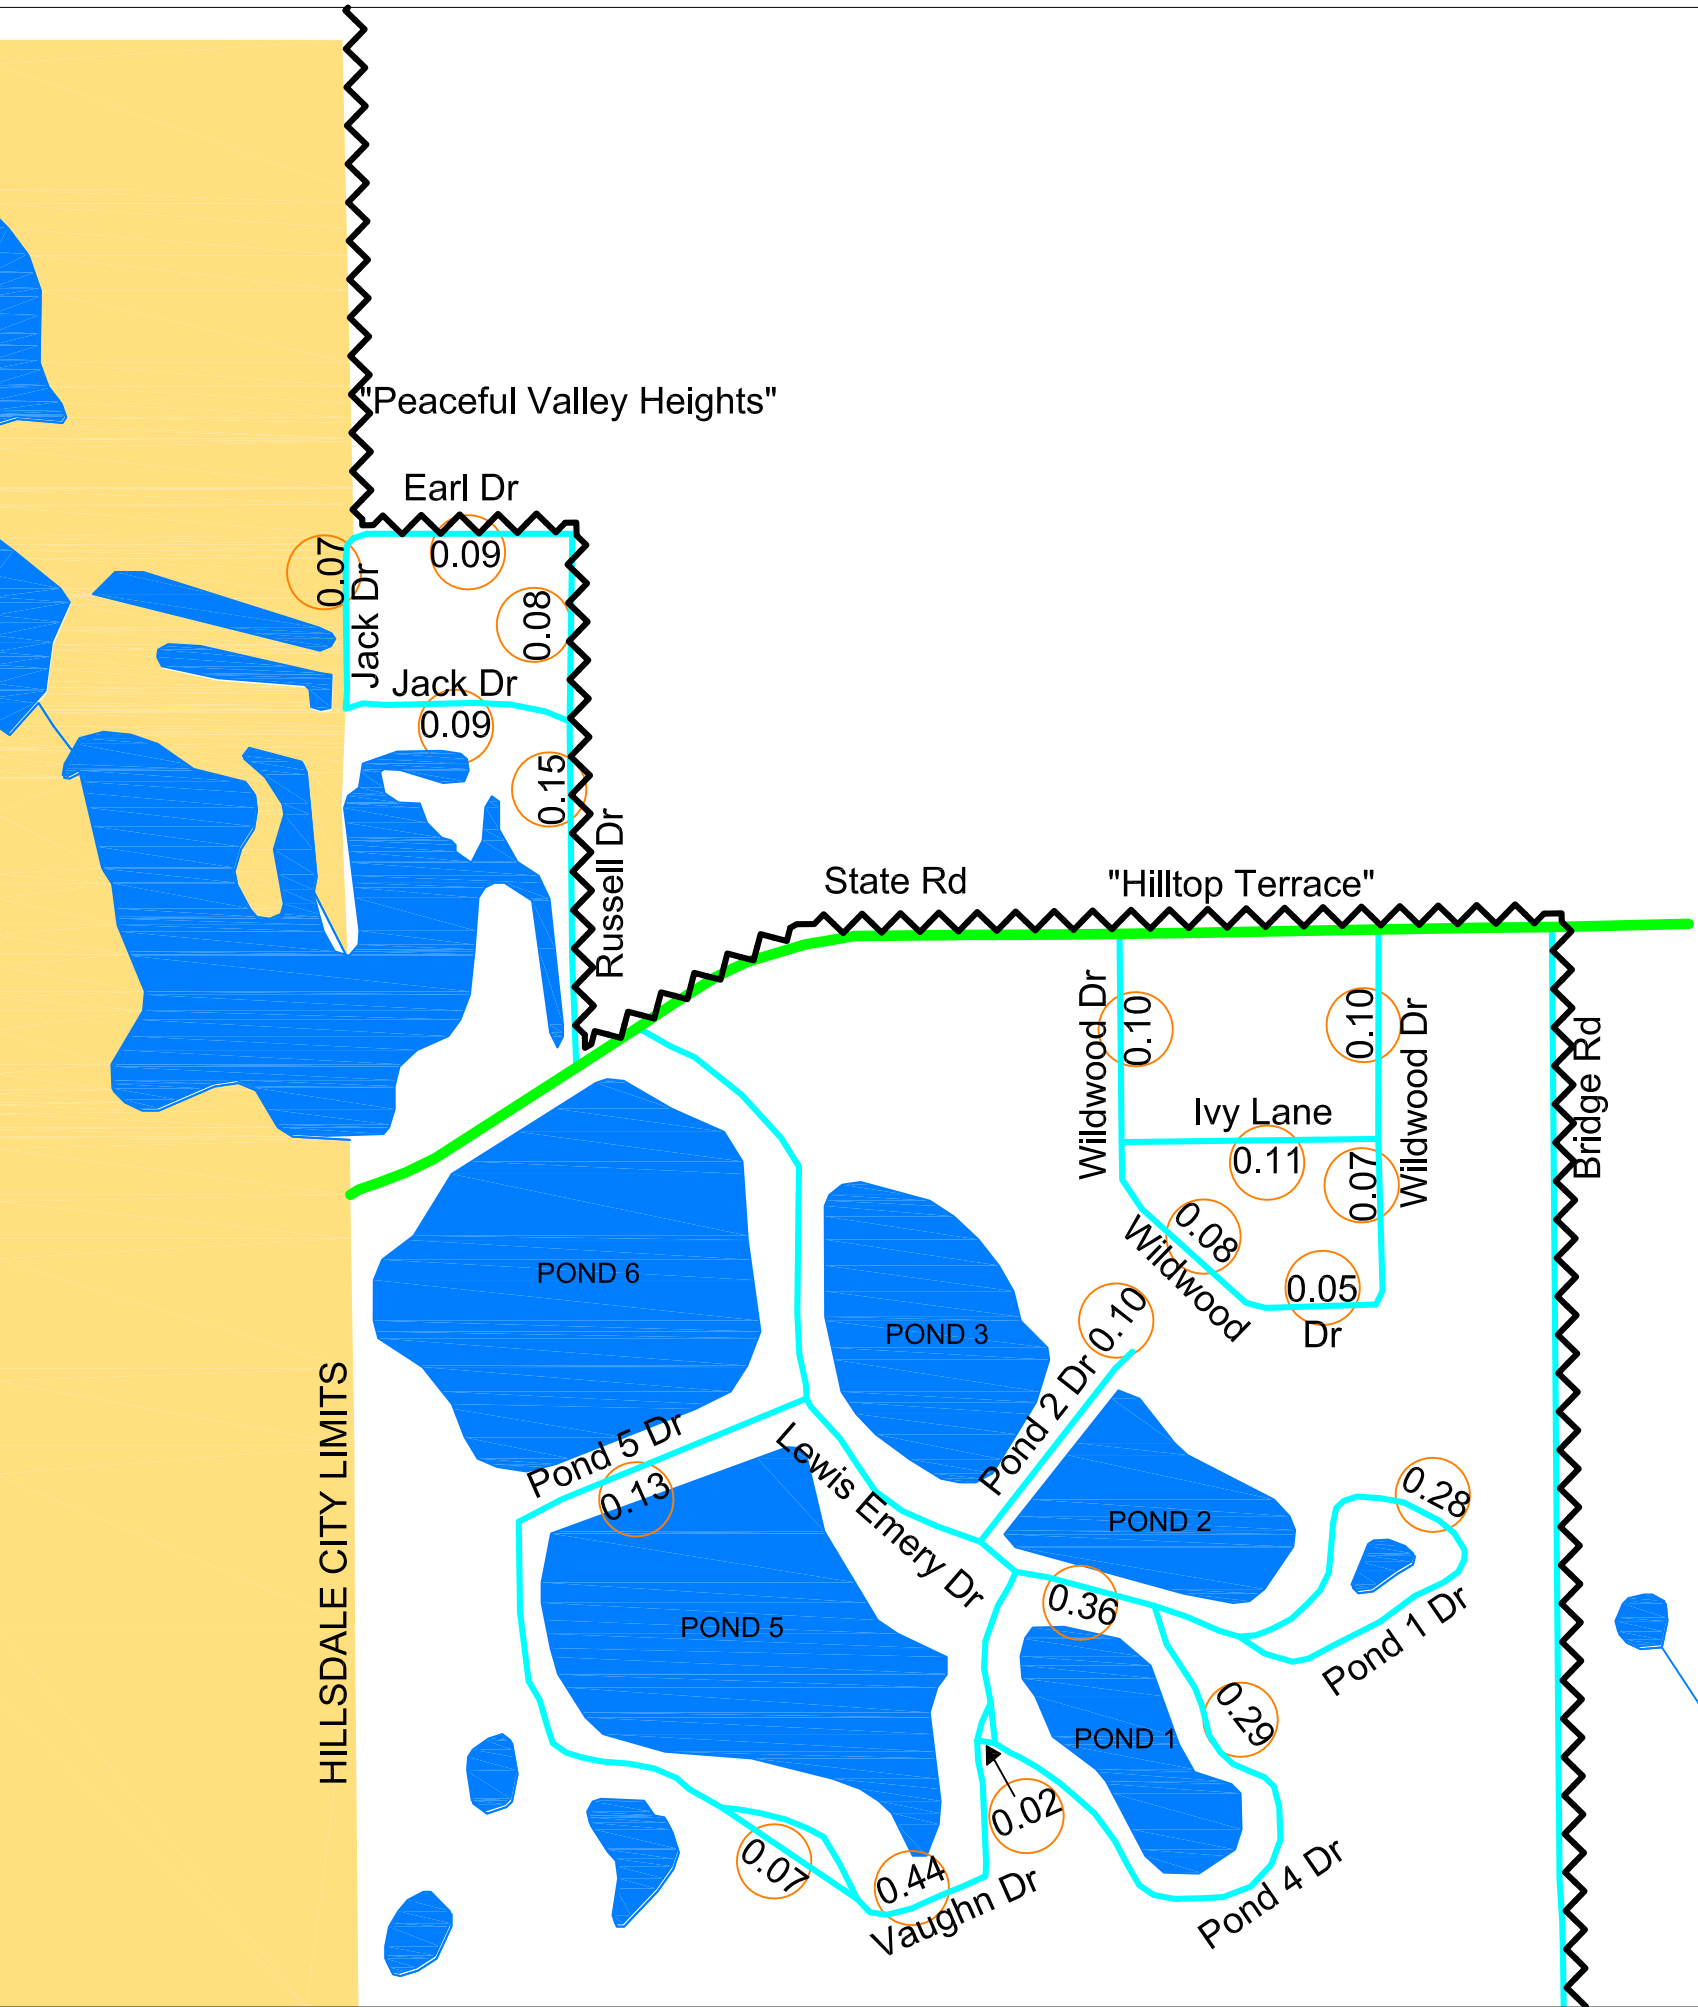 "Peaceful Valley Heights"
Earl Dr
0.07
0.09
Jack Dr
0.08
Jack Dr
0.09
0.15
Russell Dr
State Rd
"Hilltop Terrace"
Wildwood Dr
0.10
0.10
Wildwood Dr
Bridge Rd
Ivy Lane
0.11
0.07
0.08
Wildwood
0.05
Dr
POND 6
POND 3
0.10
Pond 2 Dr
HILLSDALE CITY LIMITS
Pond 5 Dr
0.13
Lewis Emery Dr
POND 2
0.28
POND 5
0.36
Pond 1 Dr
POND 1
0.29
0.02
0.07
0.44
Vaughn Dr
Pond 4 Dr